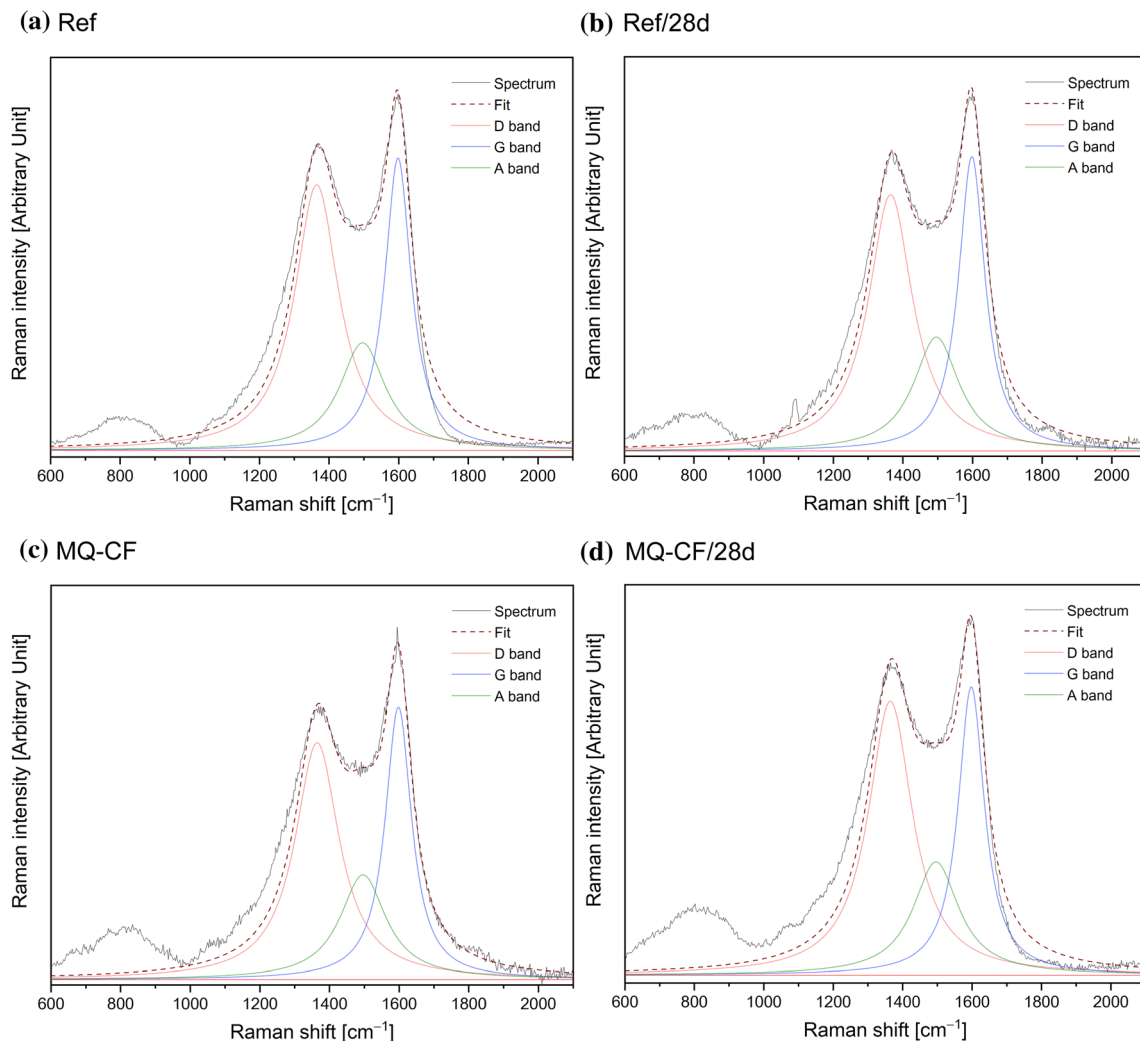 (a) Ref
Raman intensity [Arbitrary Unit]
Spectrum
Fit
D band
G band
A band
600 800 1000 1200 1400 1600 1800 2000
Raman shift [cm⁻¹]
(b) Ref/28d
Raman intensity [Arbitrary Unit]
Spectrum
Fit
D band
G band
A band
600 800 1000 1200 1400 1600 1800 2000
Raman shift [cm⁻¹]
(c) MQ-CF
Raman intensity [Arbitrary Unit]
Spectrum
Fit
D band
G band
A band
600 800 1000 1200 1400 1600 1800 2000
Raman shift [cm⁻¹]
(d) MQ-CF/28d
Raman intensity [Arbitrary Unit]
Spectrum
Fit
D band
G band
A band
600 800 1000 1200 1400 1600 1800 2000
Raman shift [cm⁻¹]